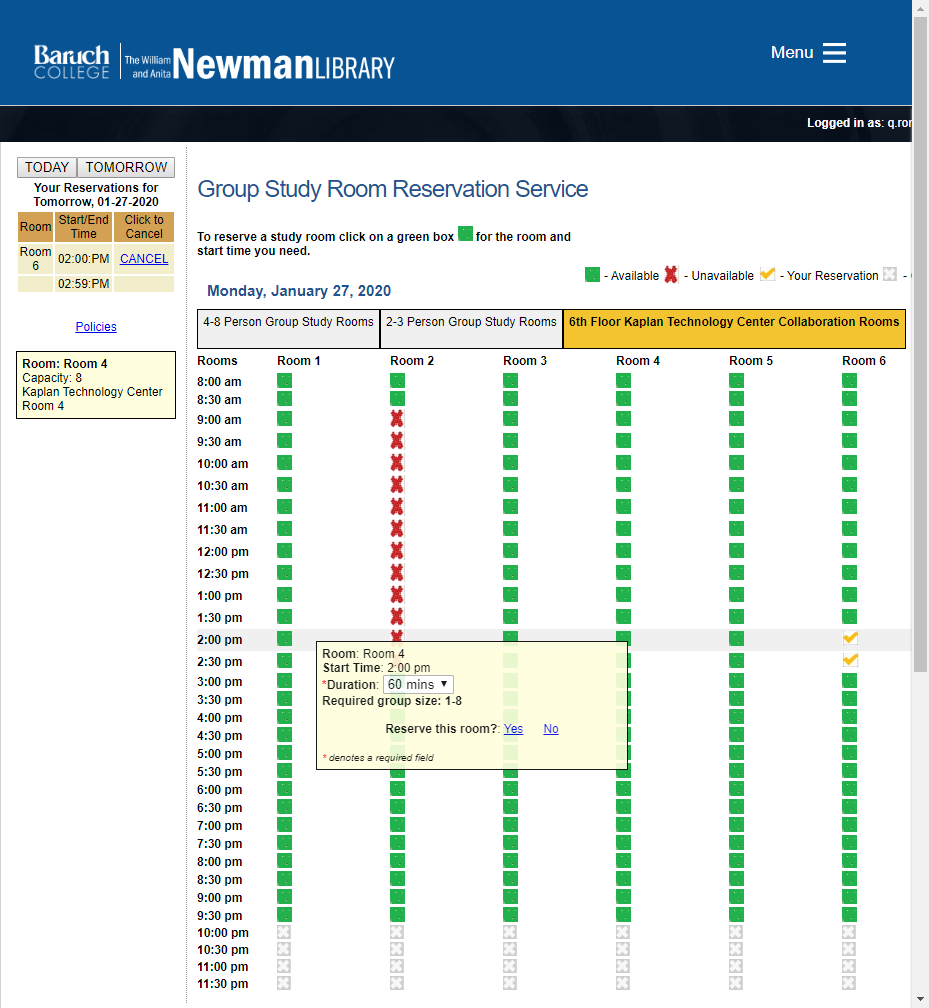 Baruch COLLEGE
The William and Anita Newman LIBRARY
Menu
Logged in as: q.ror
TODAY TOMORROW
Your Reservations for
Tomorrow, 01-27-2020
Room Start/End Time Click to Cancel
Room 6 02:00:PM CANCEL
02:59:PM
Policies
Room: Room 4
Capacity: 8
Kaplan Technology Center
Room 4
Group Study Room Reservation Service
To reserve a study room click on a green box for the room and
start time you need.
- Available - Unavailable - Your Reservation -
Monday, January 27, 2020
4-8 Person Group Study Rooms 2-3 Person Group Study Rooms 6th Floor Kaplan Technology Center Collaboration Rooms
Rooms Room 1 Room 2 Room 3 Room 4 Room 5 Room 6
8:00 am
8:30 am
9:00 am
9:30 am
10:00 am
10:30 am
11:00 am
11:30 am
12:00 pm
12:30 pm
1:00 pm
1:30 pm
2:00 pm
2:30 pm
3:00 pm
3:30 pm
4:00 pm
4:30 pm
5:00 pm
5:30 pm
6:00 pm
6:30 pm
7:00 pm
7:30 pm
8:00 pm
8:30 pm
9:00 pm
9:30 pm
10:00 pm
10:30 pm
11:00 pm
11:30 pm
Room: Room 4
Start Time: 2:00 pm
*Duration: 60 mins
Required group size: 1-8
Reserve this room?: Yes No
* denotes a required field